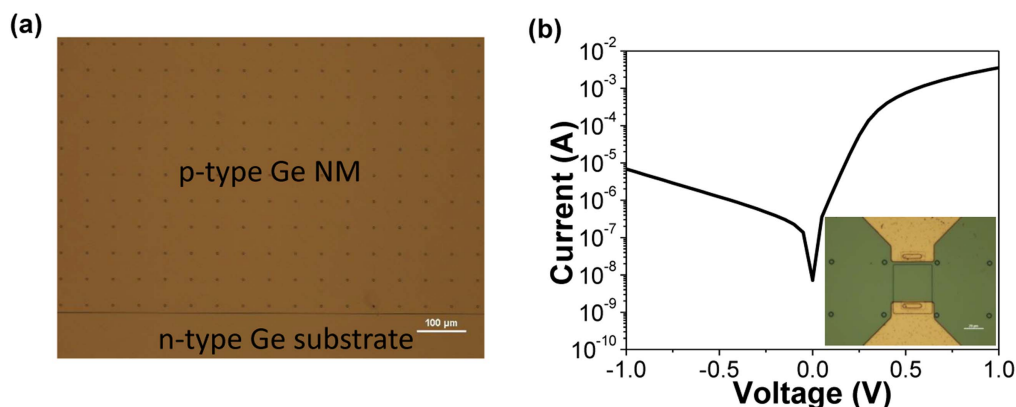 (a)
p-type Ge NM
100 μm
n-type Ge substrate
(b)
10⁻²
10⁻³
10⁻⁴
10⁻⁵
10⁻⁶
10⁻⁷
10⁻⁸
10⁻⁹
10⁻¹⁰
Current (A)
-1.0 -0.5 0.0 0.5 1.0
Voltage (V)